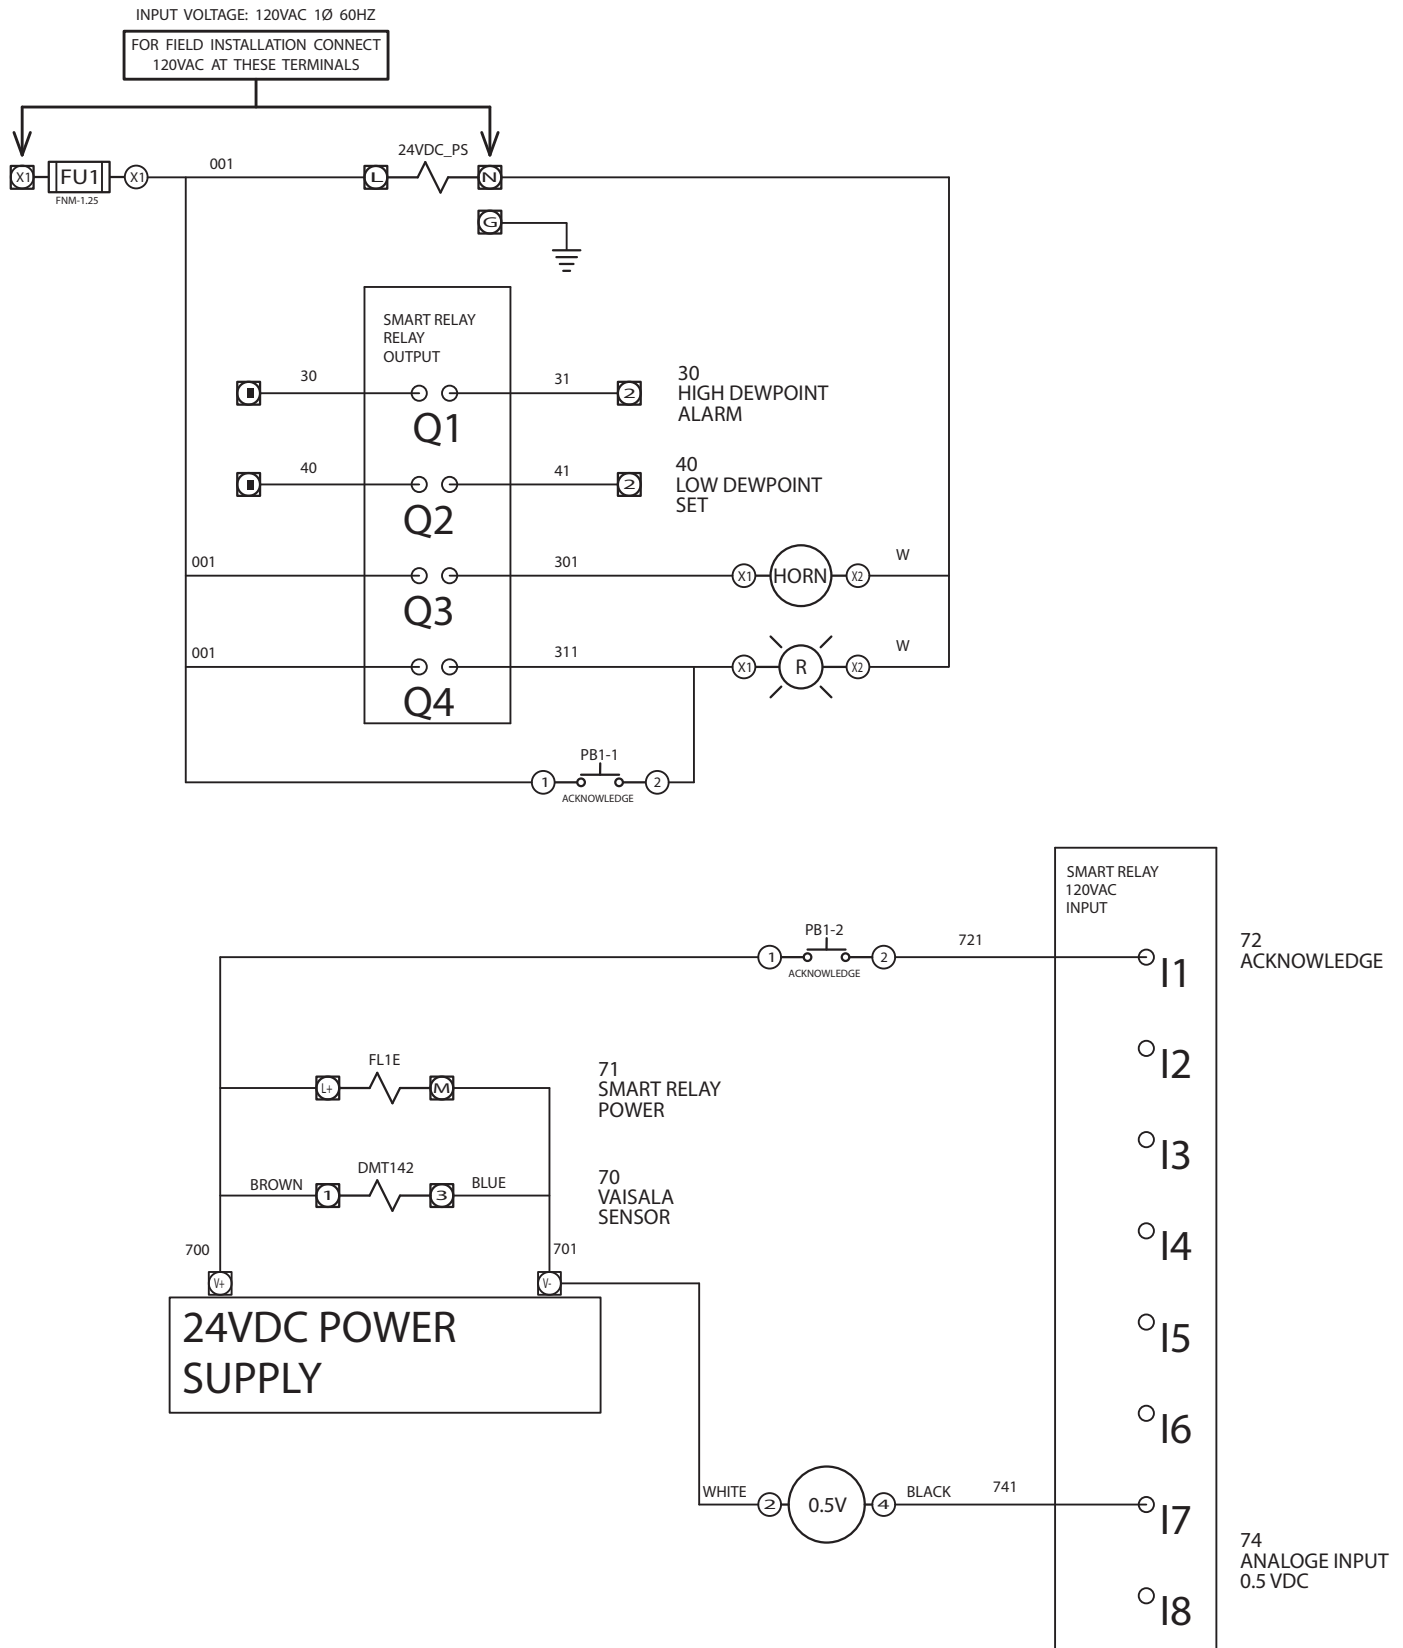 INPUT VOLTAGE: 120VAC 1Ø 60HZ
FOR FIELD INSTALLATION CONNECT
120VAC AT THESE TERMINALS
X1 FU1 X1 001 L 24VDC_PS N
FNM-1.25
G
SMART RELAY
RELAY
OUTPUT
30 31 2
Q1
30
HIGH DEWPOINT
ALARM
40 41 2
Q2
40
LOW DEWPOINT
SET
001 301 X1 HORN X2 W
Q3
001 311 X1 R X2 W
Q4
PB1-1
1 2
ACKNOWLEDGE
SMART RELAY
120VAC
INPUT
PB1-2
1 2 721
ACKNOWLEDGE
I1
72
ACKNOWLEDGE
I2
FL1E
L+ M
71
SMART RELAY
POWER
I3
DMT142
BROWN 1 3 BLUE
70
VAISALA
SENSOR
I4
700 701
V+ V-
24VDC POWER
SUPPLY
I5
I6
WHITE 2 0.5V 4 BLACK 741
I7
74
ANALOGE INPUT
0.5 VDC
I8